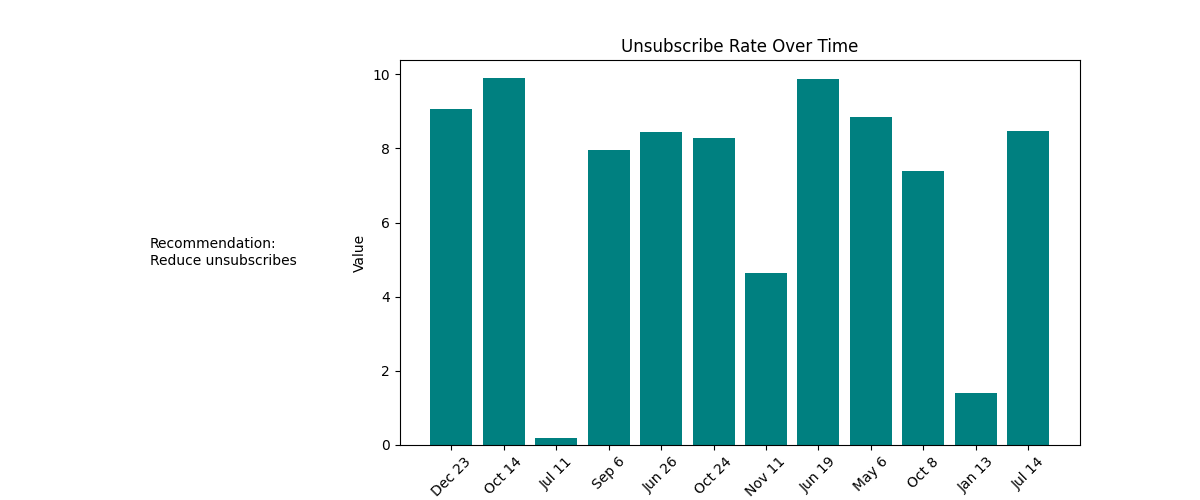 Unsubscribe Rate Over Time
10
8
6
4
2
0
Value
Recommendation:
Reduce unsubscribes
Dec 23
Oct 14
Jul 11
Sep 6
Jun 26
Oct 24
Nov 11
Jun 19
May 6
Oct 8
Jan 13
Jul 14